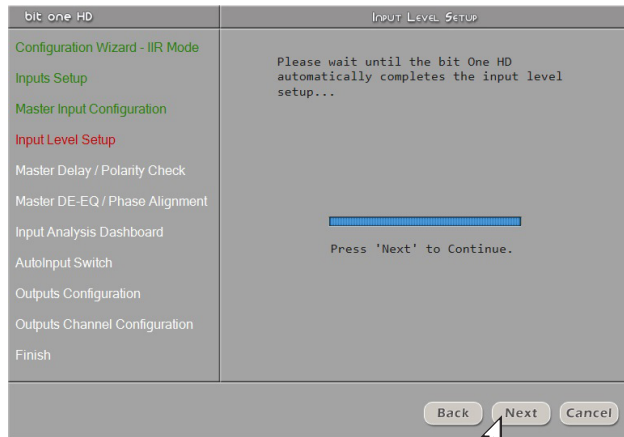 bit one HD
Input Level Setup
Configuration Wizard - IIR Mode
Inputs Setup
Master Input Configuration
Input Level Setup
Master Delay / Polarity Check
Master DE-EQ / Phase Alignment
Input Analysis Dashboard
AutoInput Switch
Outputs Configuration
Outputs Channel Configuration
Finish
Please wait until the bit One HD
automatically completes the input level
setup...
Press 'Next' to Continue.
Back Next Cancel